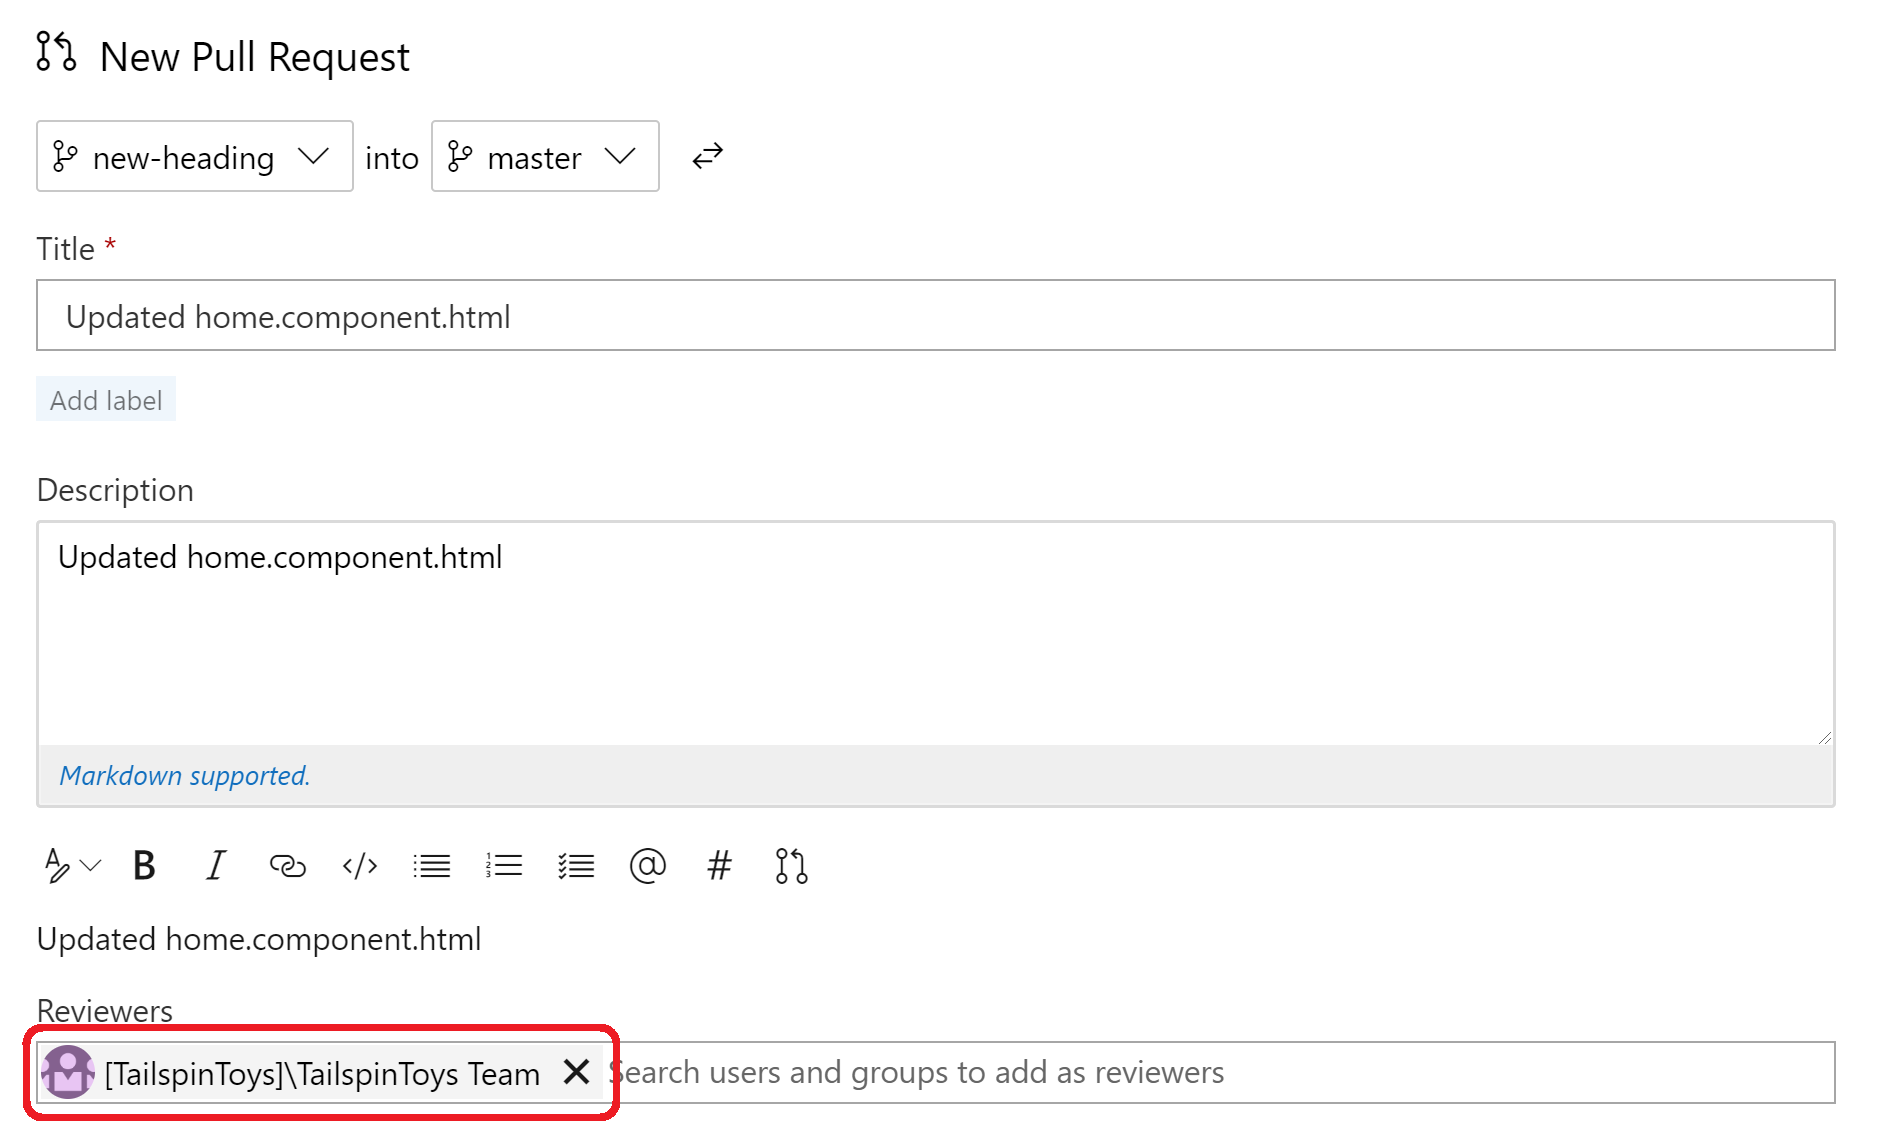 New Pull Request
new-heading into master
Title *
Updated home.component.html
Add label
Description
Updated home.component.html
Markdown supported.
Updated home.component.html
Reviewers
[TailspinToys]\TailspinToys Team Search users and groups to add as reviewers